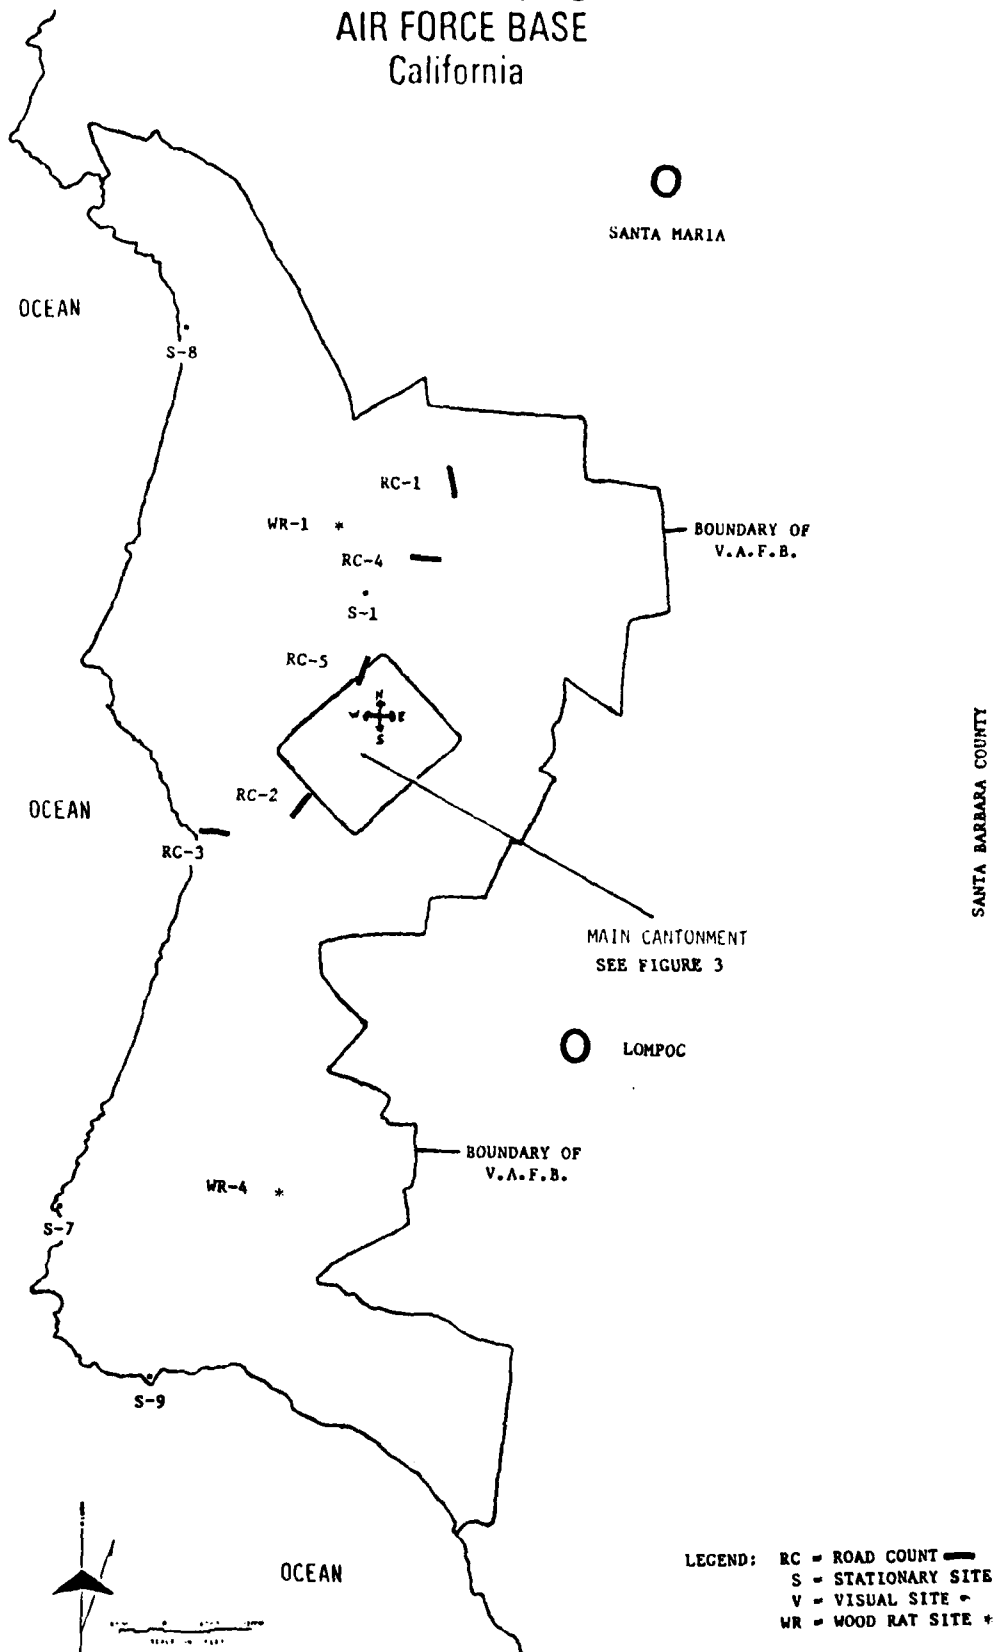 AIR FORCE BASE
California
SANTA MARIA
OCEAN
S-8
RC-1
WR-1 *
BOUNDARY OF
V.A.F.B.
RC-4
S-1
RC-5
N
W E
S
SANTA BARBARA COUNTY
RC-2
OCEAN
RC-3
MAIN CANTONMENT
SEE FIGURE 3
LOMPOC
BOUNDARY OF
V.A.F.B.
WR-4 *
S-7
S-9
OCEAN
LEGEND: RC = ROAD COUNT
S = STATIONARY SITE
V = VISUAL SITE
WR = WOOD RAT SITE *